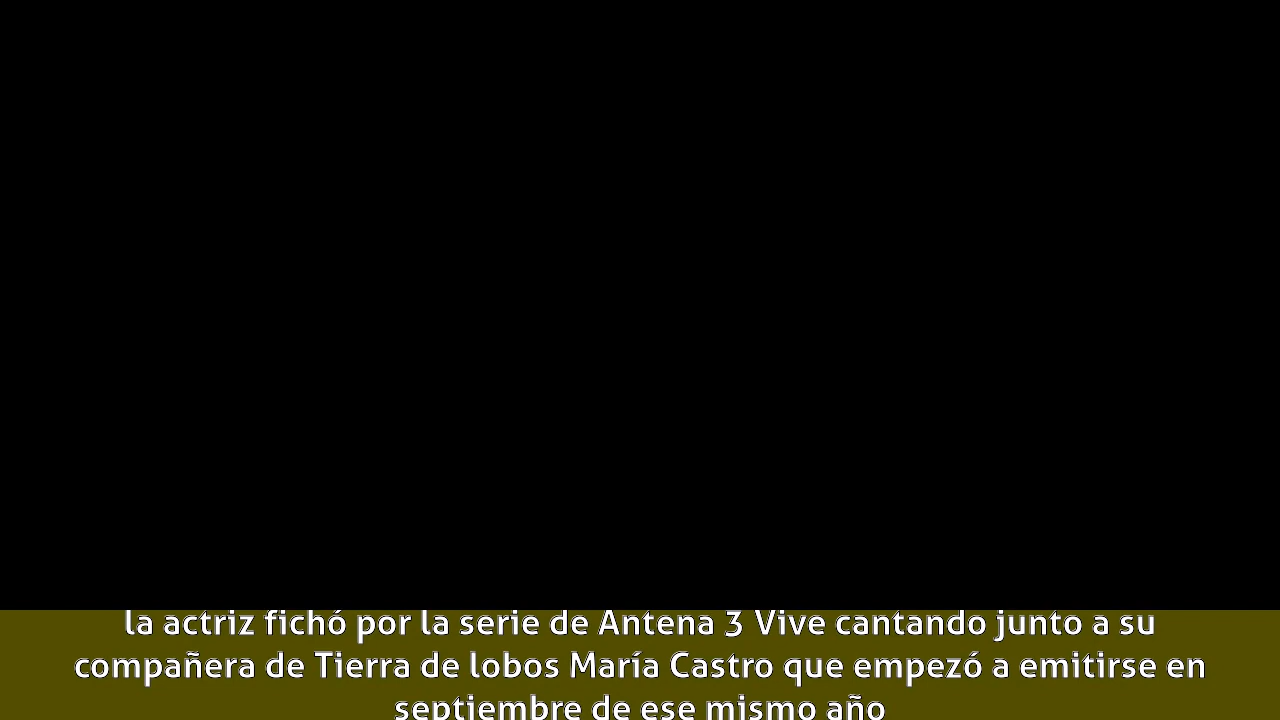 la actriz fichó por la serie de Antena 3 Vive cantando junto a su
compañera de Tierra de lobos María Castro que empezó a emitirse en
septiembre de ese mismo año